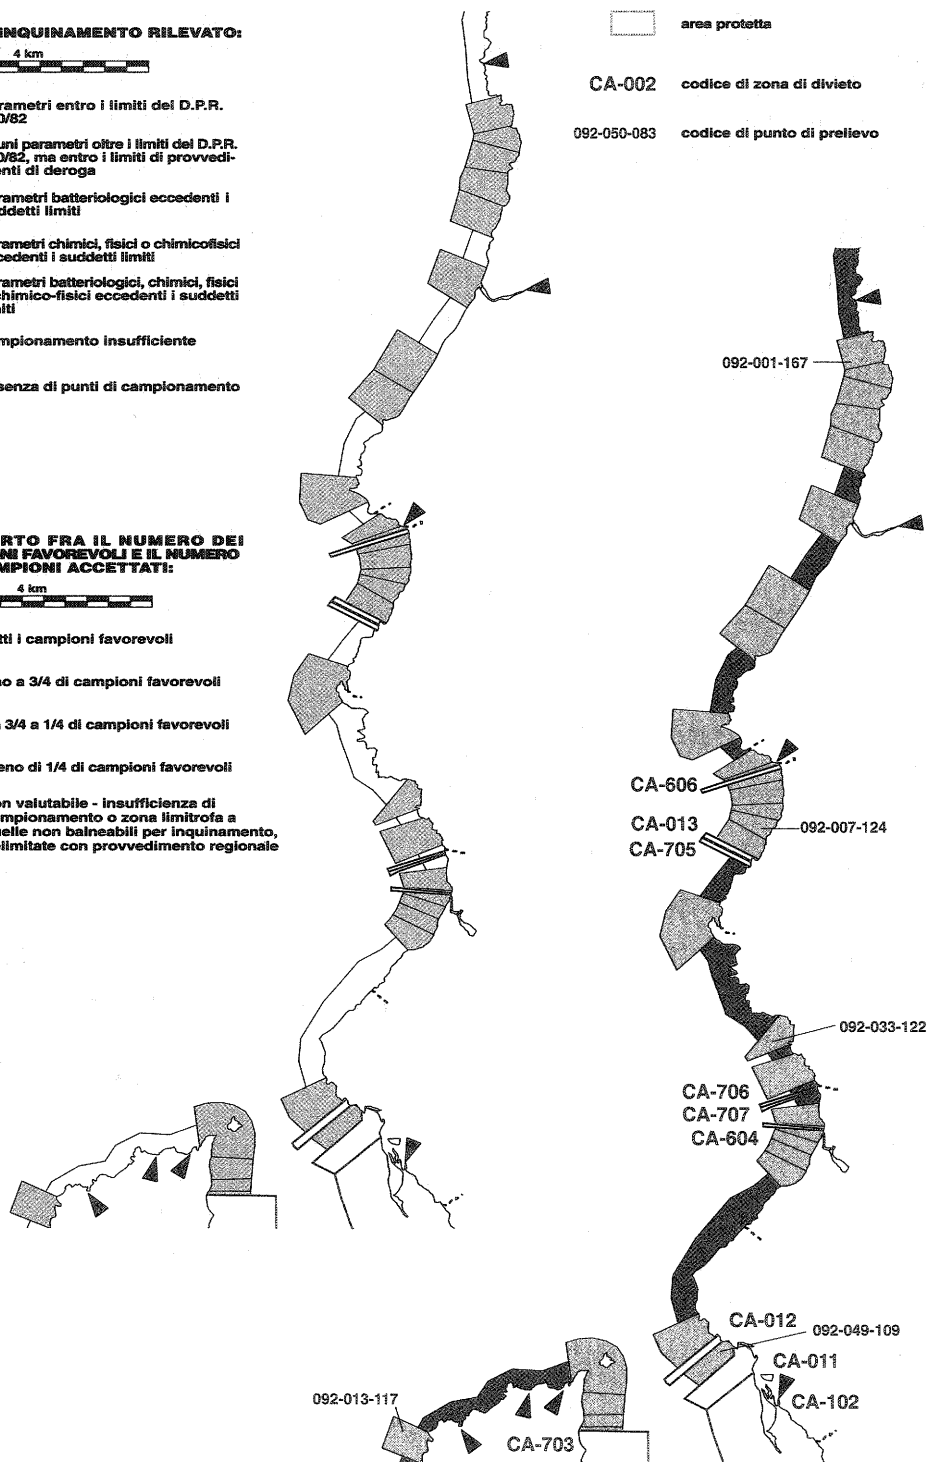 INQUINAMENTO RILEVATO:
4 km
rametri entro i limiti del D.P.R.
0/82
uni parametri oltre i limiti del D.P.R.
0/82, ma entro i limiti di provvedi-
enti di deroga
rametri batteriologici eccedenti i
ddetti limiti
rametri chimici, fisici o chimicofisici
cedenti i suddetti limiti
rametri batteriologici, chimici, fisici
chimico-fisici eccedenti i suddetti
iti
mpionamento insufficiente
senza di punti di campionamento
RTO FRA IL NUMERO DEI
NI FAVOREVOLI E IL NUMERO
MPIONI ACCETTATI:
4 km
tti i campioni favorevoli
no a 3/4 di campioni favorevoli
3/4 a 1/4 di campioni favorevoli
eno di 1/4 di campioni favorevoli
on valutabile - insufficienza di
mpionamento o zona limitrofa a
uelle non balneabili per inquinamento,
limitate con provvedimento regionale
area protetta
CA-002 codice di zona di divieto
092-050-083 codice di punto di prelievo
092-001-167
CA-606
CA-013
092-007-124
CA-705
092-033-122
CA-706
CA-707
CA-604
CA-012
092-049-109
CA-011
092-013-117
CA-102
CA-703